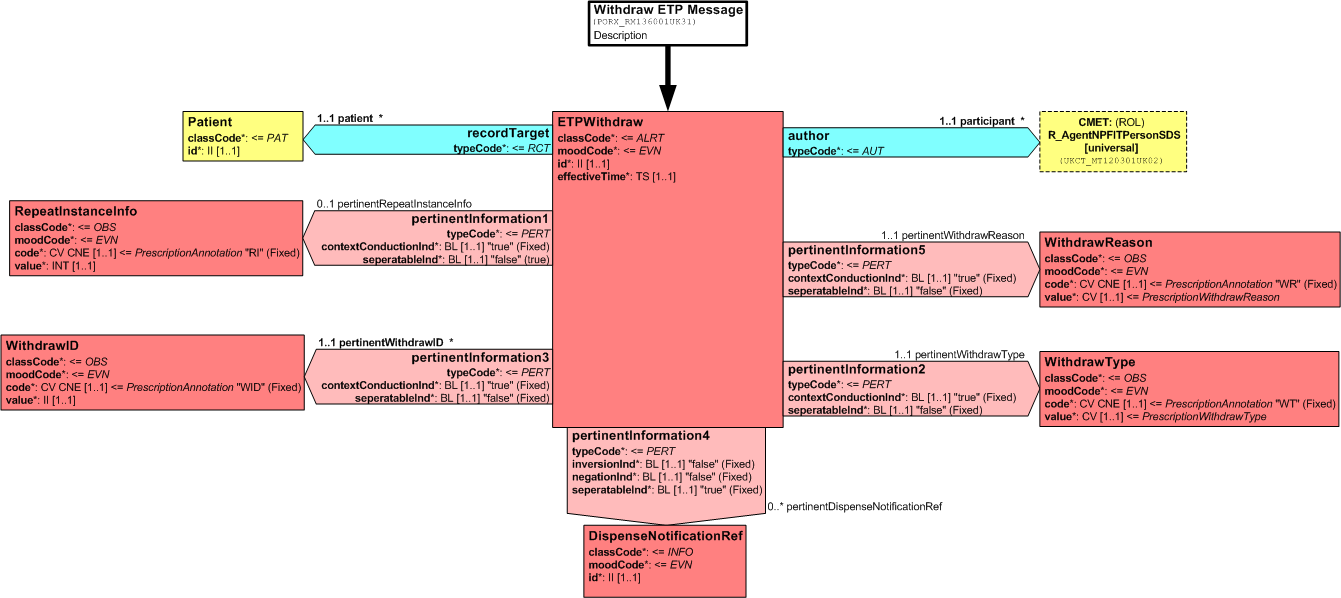 Withdraw ETP Message
(PORX_RM136001UK31)
Description
Patient
classCode*: <= PAT
id*: II [1..1]
1..1 patient *
recordTarget
typeCode*: <= RCT
ETPWithdraw
classCode*: <= ALRT
moodCode*: <= EVN
id*: II [1..1]
effectiveTime*: TS [1..1]
1..1 participant *
author
typeCode*: <= AUT
CMET: (ROL)
R_AgentNPFITPersonSDS
[universal]
(UKCT_MT120301UK02)
RepeatInstanceInfo
classCode*: <= OBS
moodCode*: <= EVN
code*: CV CNE [1..1] <= PrescriptionAnnotation "RI" (Fixed)
value*: INT [1..1]
0..1 pertinentRepeatInstanceInfo
pertinentInformation1
typeCode*: <= PERT
contextConductionInd*: BL [1..1] "true" (Fixed)
seperatableInd*: BL [1..1] "false" (true)
1..1 pertinentWithdrawReason
pertinentInformation5
typeCode*: <= PERT
contextConductionInd*: BL [1..1] "true" (Fixed)
seperatableInd*: BL [1..1] "false" (Fixed)
WithdrawReason
classCode*: <= OBS
moodCode*: <= EVN
code*: CV CNE [1..1] <= PrescriptionAnnotation "WR" (Fixed)
value*: CV [1..1] <= PrescriptionWithdrawReason
WithdrawID
classCode*: <= OBS
moodCode*: <= EVN
code*: CV CNE [1..1] <= PrescriptionAnnotation "WID" (Fixed)
value*: II [1..1]
1..1 pertinentWithdrawID *
pertinentInformation3
typeCode*: <= PERT
contextConductionInd*: BL [1..1] "true" (Fixed)
seperatableInd*: BL [1..1] "false" (Fixed)
1..1 pertinentWithdrawType
pertinentInformation2
typeCode*: <= PERT
contextConductionInd*: BL [1..1] "true" (Fixed)
seperatableInd*: BL [1..1] "false" (Fixed)
WithdrawType
classCode*: <= OBS
moodCode*: <= EVN
code*: CV CNE [1..1] <= PrescriptionAnnotation "WT" (Fixed)
value*: CV [1..1] <= PrescriptionWithdrawType
pertinentInformation4
typeCode*: <= PERT
inversionInd*: BL [1..1] "false" (Fixed)
negationInd*: BL [1..1] "false" (Fixed)
seperatableInd*: BL [1..1] "true" (Fixed)
0..* pertinentDispenseNotificationRef
DispenseNotificationRef
classCode*: <= INFO
moodCode*: <= EVN
id*: II [1..1]